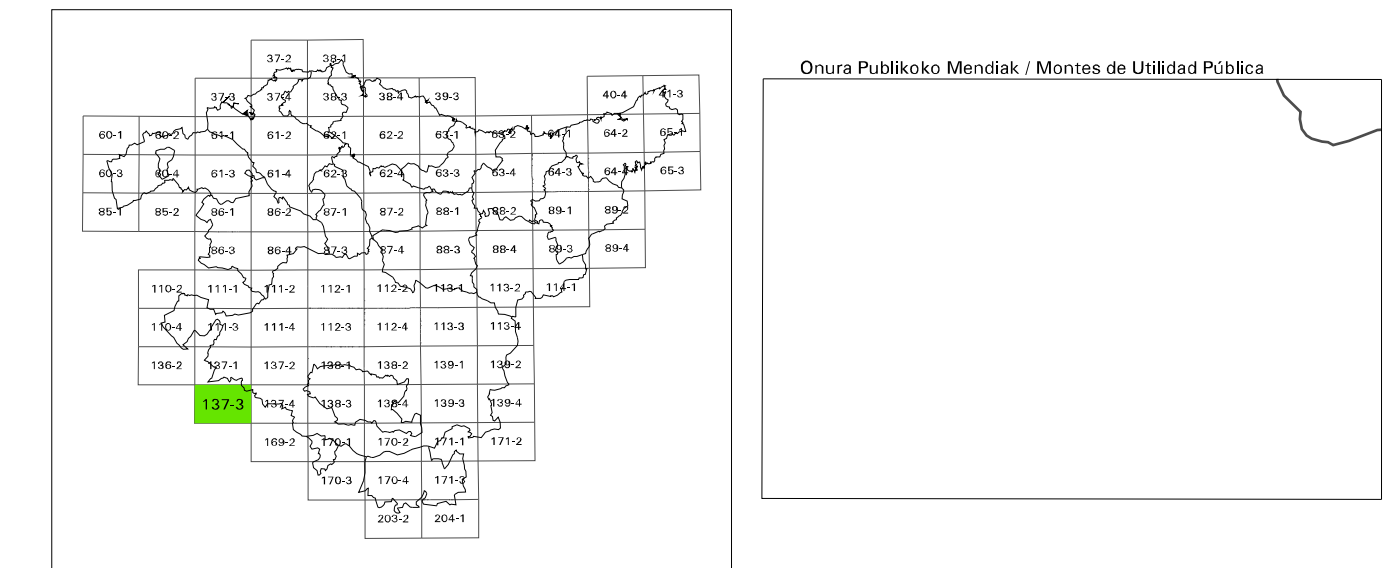 37-2 38-1
Onura Publikoko Mendiak / Montes de Utilidad Pública
37-3 37-4 38-3 38-4 39-3 40-4 41-3
60-1 60-2 61-1 61-2 62-1 62-2 63-1 63-2 64-1 64-2 65-1
60-3 60-4 61-3 61-4 62-3 62-4 63-3 63-4 64-3 64-4 65-3
85-1 85-2 86-1 86-2 87-1 87-2 88-1 88-2 89-1 89-2
86-3 86-4 87-3 87-4 88-3 88-4 89-3 89-4
110-2 111-1 111-2 112-1 112-2 113-1 113-2 114-1
110-4 111-3 111-4 112-3 112-4 113-3 113-4
136-2 137-1 137-2 138-1 138-2 139-1 139-2
137-3 137-4 138-3 138-4 139-3 139-4
169-2 170-1 170-2 171-1 171-2
170-3 170-4 171-3
203-2 204-1